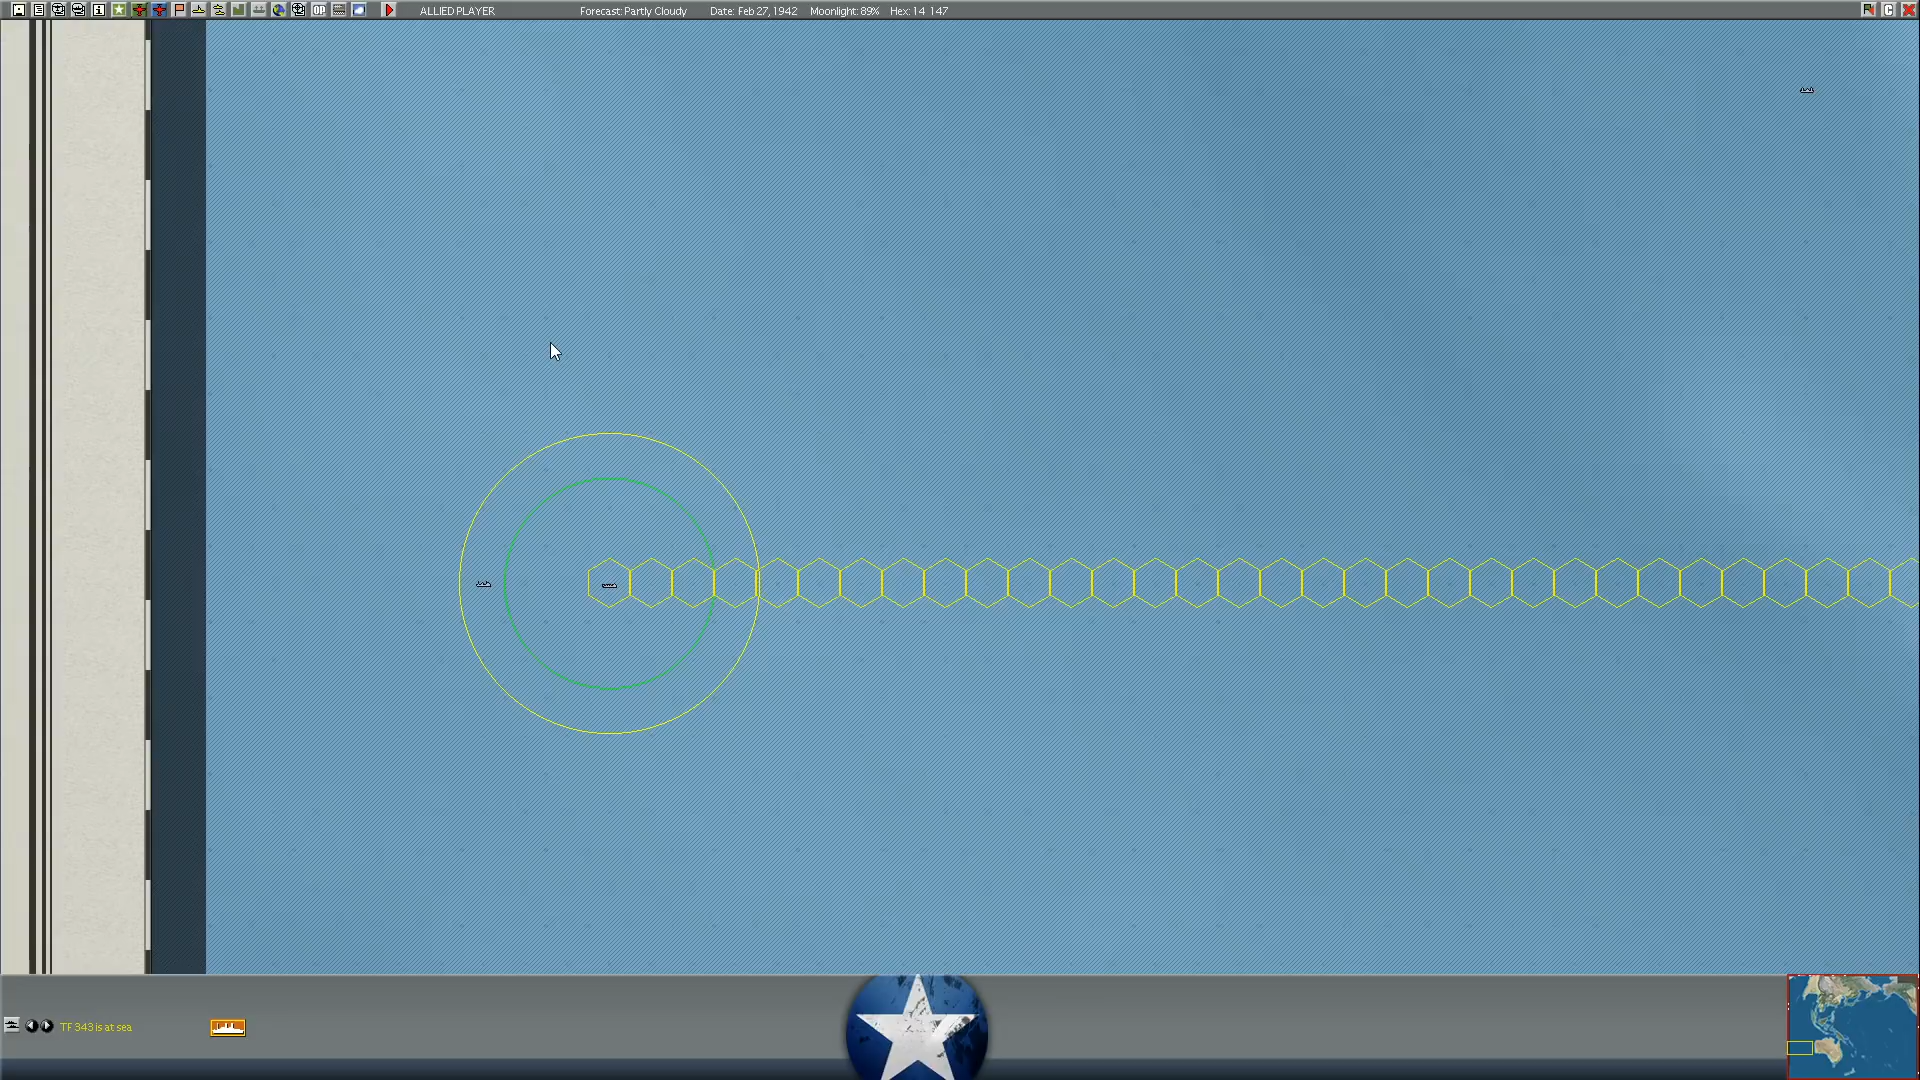 ALLIED PLAYER Forecast: Partly Cloudy Date: Feb 27, 1942 Moonlight: 89% Hex: 14 147
TF 343 is at sea